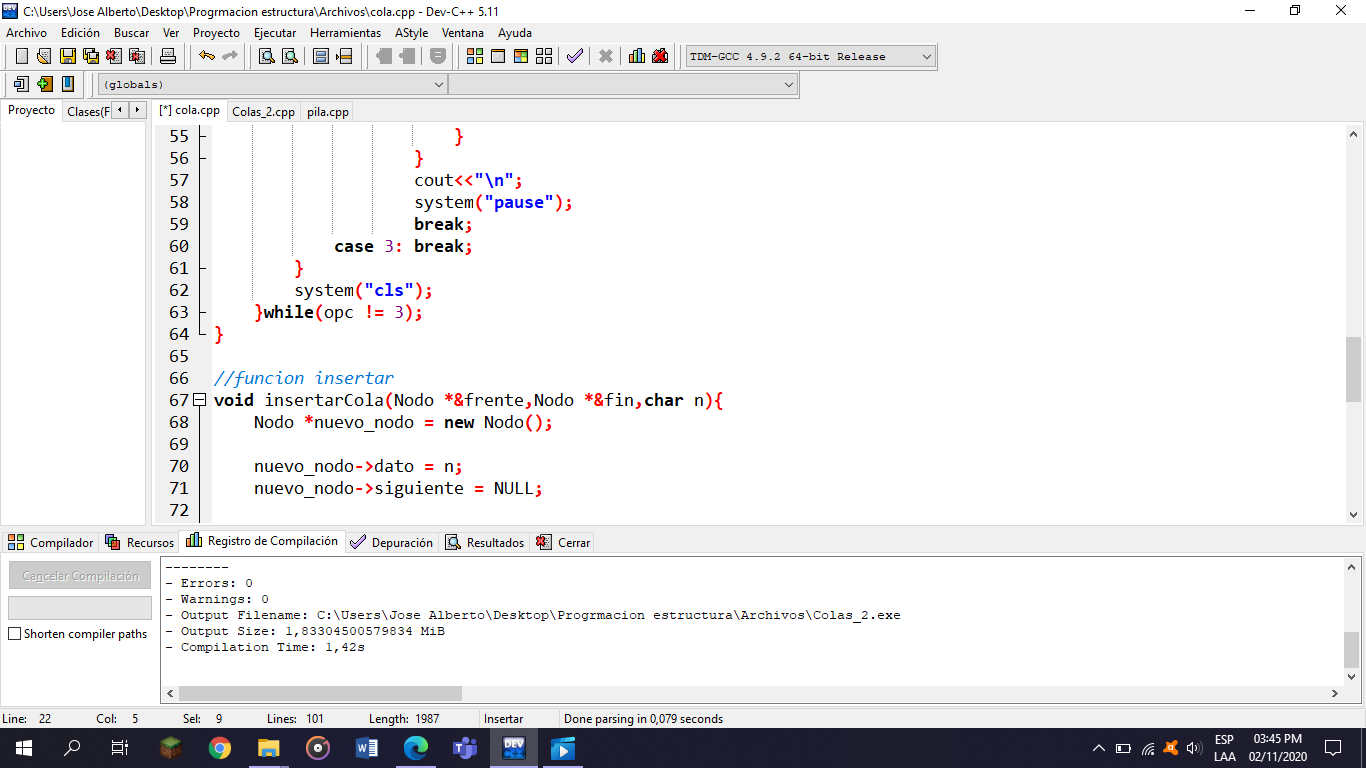 C:\Users\Jose Alberto\Desktop\Progrmacion estructura\Archivos\cola.cpp - Dev-C++ 5.11
Archivo Edición Buscar Ver Proyecto Ejecutar Herramientas AStyle Ventana Ayuda
TDM-GCC 4.9.2 64-bit Release
(globals)
Proyecto Clases(F [*] cola.cpp Colas_2.cpp pila.cpp
55 }
56 }
57 cout<<"\n";
58 system("pause");
59 break;
60 case 3: break;
61 }
62 system("cls");
63 }while(opc != 3);
64 }
65
66 //funcion insertar
67 void insertarCola(Nodo *&frente,Nodo *&fin,char n){
68 Nodo *nuevo_nodo = new Nodo();
69
70 nuevo_nodo->dato = n;
71 nuevo_nodo->siguiente = NULL;
72
Compilador Recursos Registro de Compilación Depuración Resultados Cerrar
Cancelar Compilación
Shorten compiler paths
--------
- Errors: 0
- Warnings: 0
- Output Filename: C:\Users\Jose Alberto\Desktop\Progrmacion estructura\Archivos\Colas_2.exe
- Output Size: 1,83304500579834 MiB
- Compilation Time: 1,42s
Line: 22 Col: 5 Sel: 9 Lines: 101 Length: 1987 Insertar Done parsing in 0,079 seconds
DEV
ESP 03:45 PM
LAA 02/11/2020